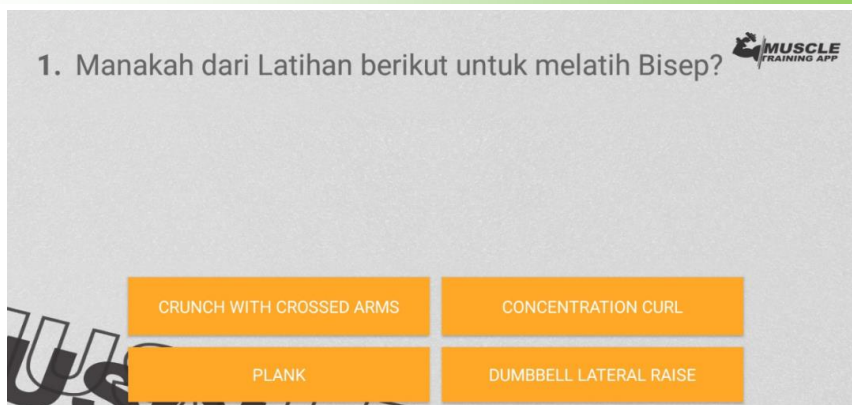 1. Manakah dari Latihan berikut untuk melatih Bisep?
MUSCLE
TRAINING APP
CRUNCH WITH CROSSED ARMS
CONCENTRATION CURL
PLANK
DUMBBELL LATERAL RAISE